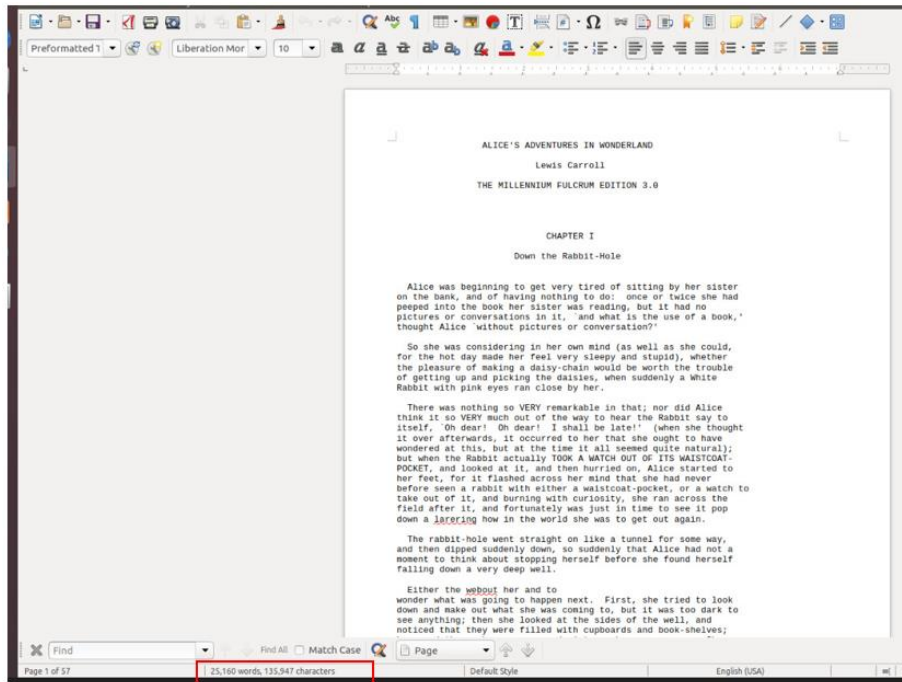 Preformatted T
Liberation Mor
10
ALICE'S ADVENTURES IN WONDERLAND
Lewis Carroll
THE MILLENNIUM FULCRUM EDITION 3.0
CHAPTER I
Down the Rabbit-Hole
Alice was beginning to get very tired of sitting by her sister
on the bank, and of having nothing to do:  once or twice she had
peeped into the book her sister was reading, but it had no
pictures or conversations in it, `and what is the use of a book,'
thought Alice `without pictures or conversation?'
So she was considering in her own mind (as well as she could,
for the hot day made her feel very sleepy and stupid), whether
the pleasure of making a daisy-chain would be worth the trouble
of getting up and picking the daisies, when suddenly a White
Rabbit with pink eyes ran close by her.
There was nothing so VERY remarkable in that; nor did Alice
think it so VERY much out of the way to hear the Rabbit say to
itself, `Oh dear!  Oh dear!  I shall be late!'  (when she thought
it over afterwards, it occurred to her that she ought to have
wondered at this, but at the time it all seemed quite natural);
but when the Rabbit actually TOOK A WATCH OUT OF ITS WAISTCOAT-
POCKET, and looked at it, and then hurried on, Alice started to
her feet, for it flashed across her mind that she had never
before seen a rabbit with either a waistcoat-pocket, or a watch to
take out of it, and burning with curiosity, she ran across the
field after it, and fortunately was just in time to see it pop
down a larering how in the world she was to get out again.
The rabbit-hole went straight on like a tunnel for some way,
and then dipped suddenly down, so suddenly that Alice had not a
moment to think about stopping herself before she found herself
falling down a very deep well.
Either the webout her and to
wonder what was going to happen next.  First, she tried to look
down and make out what she was coming to, but it was too dark to
see anything; then she looked at the sides of the well, and
noticed that they were filled with cupboards and book-shelves;
Find
Find All
Match Case
Page
Page 1 of 57
25,160 words, 135,947 characters
Default Style
English (USA)